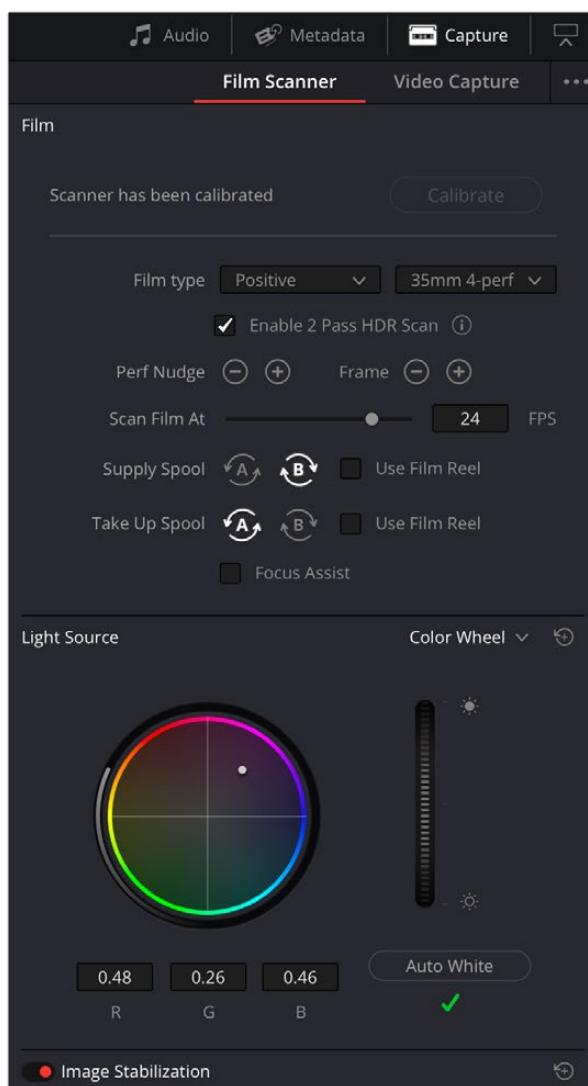 Audio Metadata Capture
Film Scanner Video Capture
Film
Scanner has been calibrated Calibrate
Film type Positive 35mm 4-perf
Enable 2 Pass HDR Scan
Perf Nudge Frame
Scan Film At 24 FPS
Supply Spool A B Use Film Reel
Take Up Spool A B Use Film Reel
Focus Assist
Light Source Color Wheel
0.48 0.26 0.46 Auto White
R G B
Image Stabilization